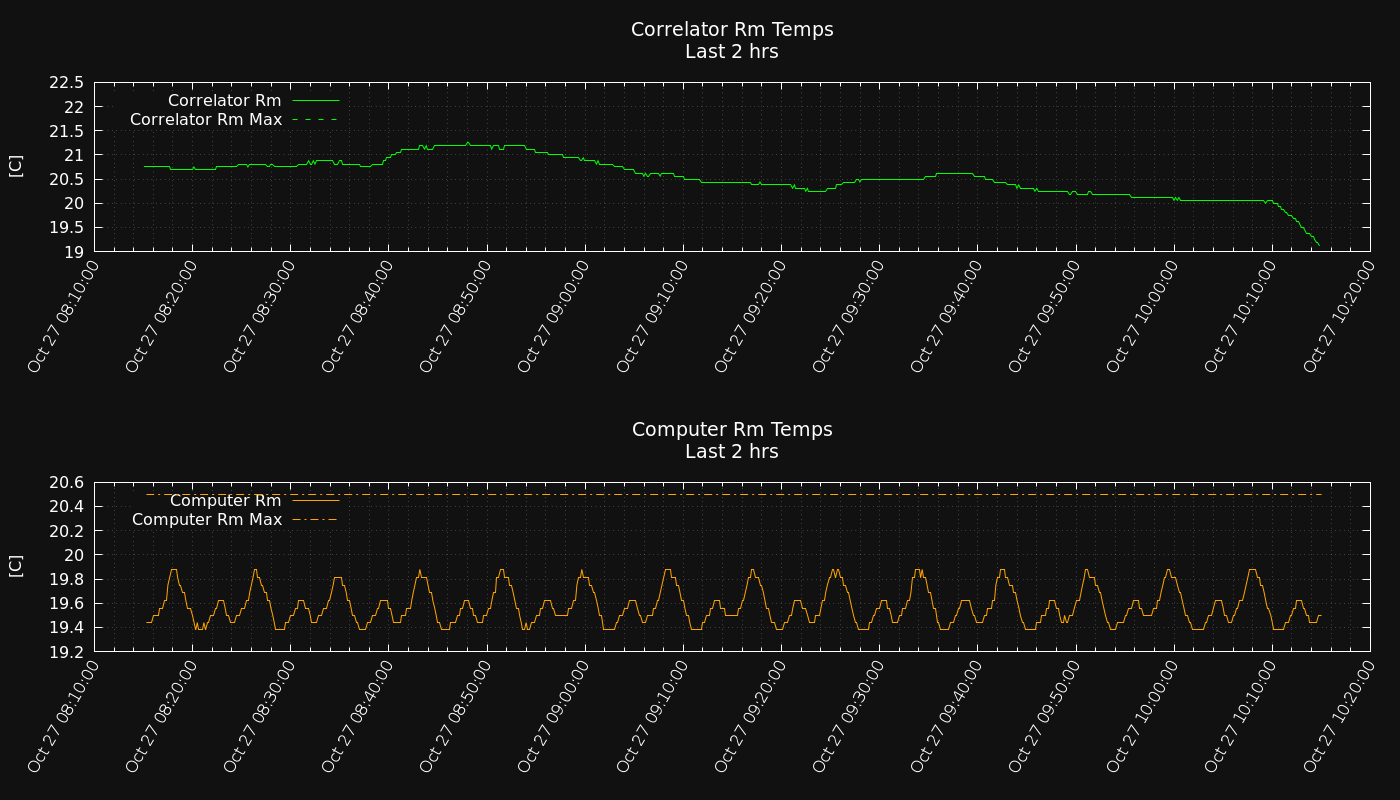 Correlator Rm Temps
Last 2 hrs
22.5
22
21.5
21
20.5
20
19.5
19
[C]
Correlator Rm
Correlator Rm Max
Oct 27 08:10:00
Oct 27 08:20:00
Oct 27 08:30:00
Oct 27 08:40:00
Oct 27 08:50:00
Oct 27 09:00:00
Oct 27 09:10:00
Oct 27 09:20:00
Oct 27 09:30:00
Oct 27 09:40:00
Oct 27 09:50:00
Oct 27 10:00:00
Oct 27 10:10:00
Oct 27 10:20:00
Computer Rm Temps
Last 2 hrs
20.6
20.4
20.2
20
19.8
19.6
19.4
19.2
[C]
Computer Rm
Computer Rm Max
Oct 27 08:10:00
Oct 27 08:20:00
Oct 27 08:30:00
Oct 27 08:40:00
Oct 27 08:50:00
Oct 27 09:00:00
Oct 27 09:10:00
Oct 27 09:20:00
Oct 27 09:30:00
Oct 27 09:40:00
Oct 27 09:50:00
Oct 27 10:00:00
Oct 27 10:10:00
Oct 27 10:20:00